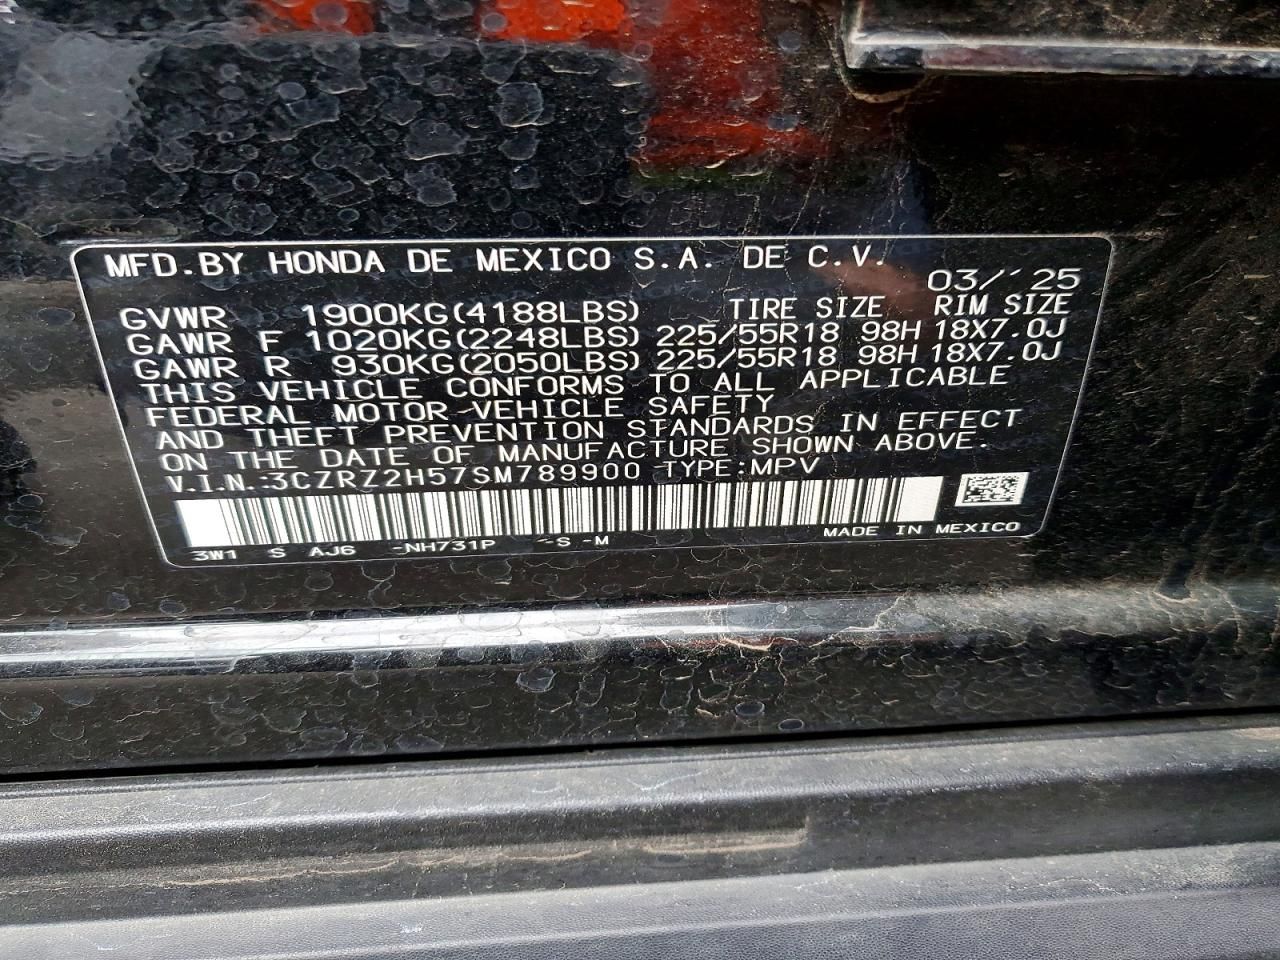 MFD.BY HONDA DE MEXICO S.A. DE C.V. 03/´25
GVWR 1900KG(4188LBS) TIRE SIZE RIM SIZE
GAWR F 1020KG(2248LBS) 225/55R18 98H 18X7.0J
GAWR R 930KG(2050LBS) 225/55R18 98H 18X7.0J
THIS VEHICLE CONFORMS TO ALL APPLICABLE
FEDERAL MOTOR VEHICLE SAFETY
AND THEFT PREVENTION STANDARDS IN EFFECT
ON THE DATE OF MANUFACTURE SHOWN ABOVE.
V.I.N.:3CZRZ2H57SM789900 TYPE:MPV
MADE IN MEXICO
3W1 S AJ6 -NH731P -S -M